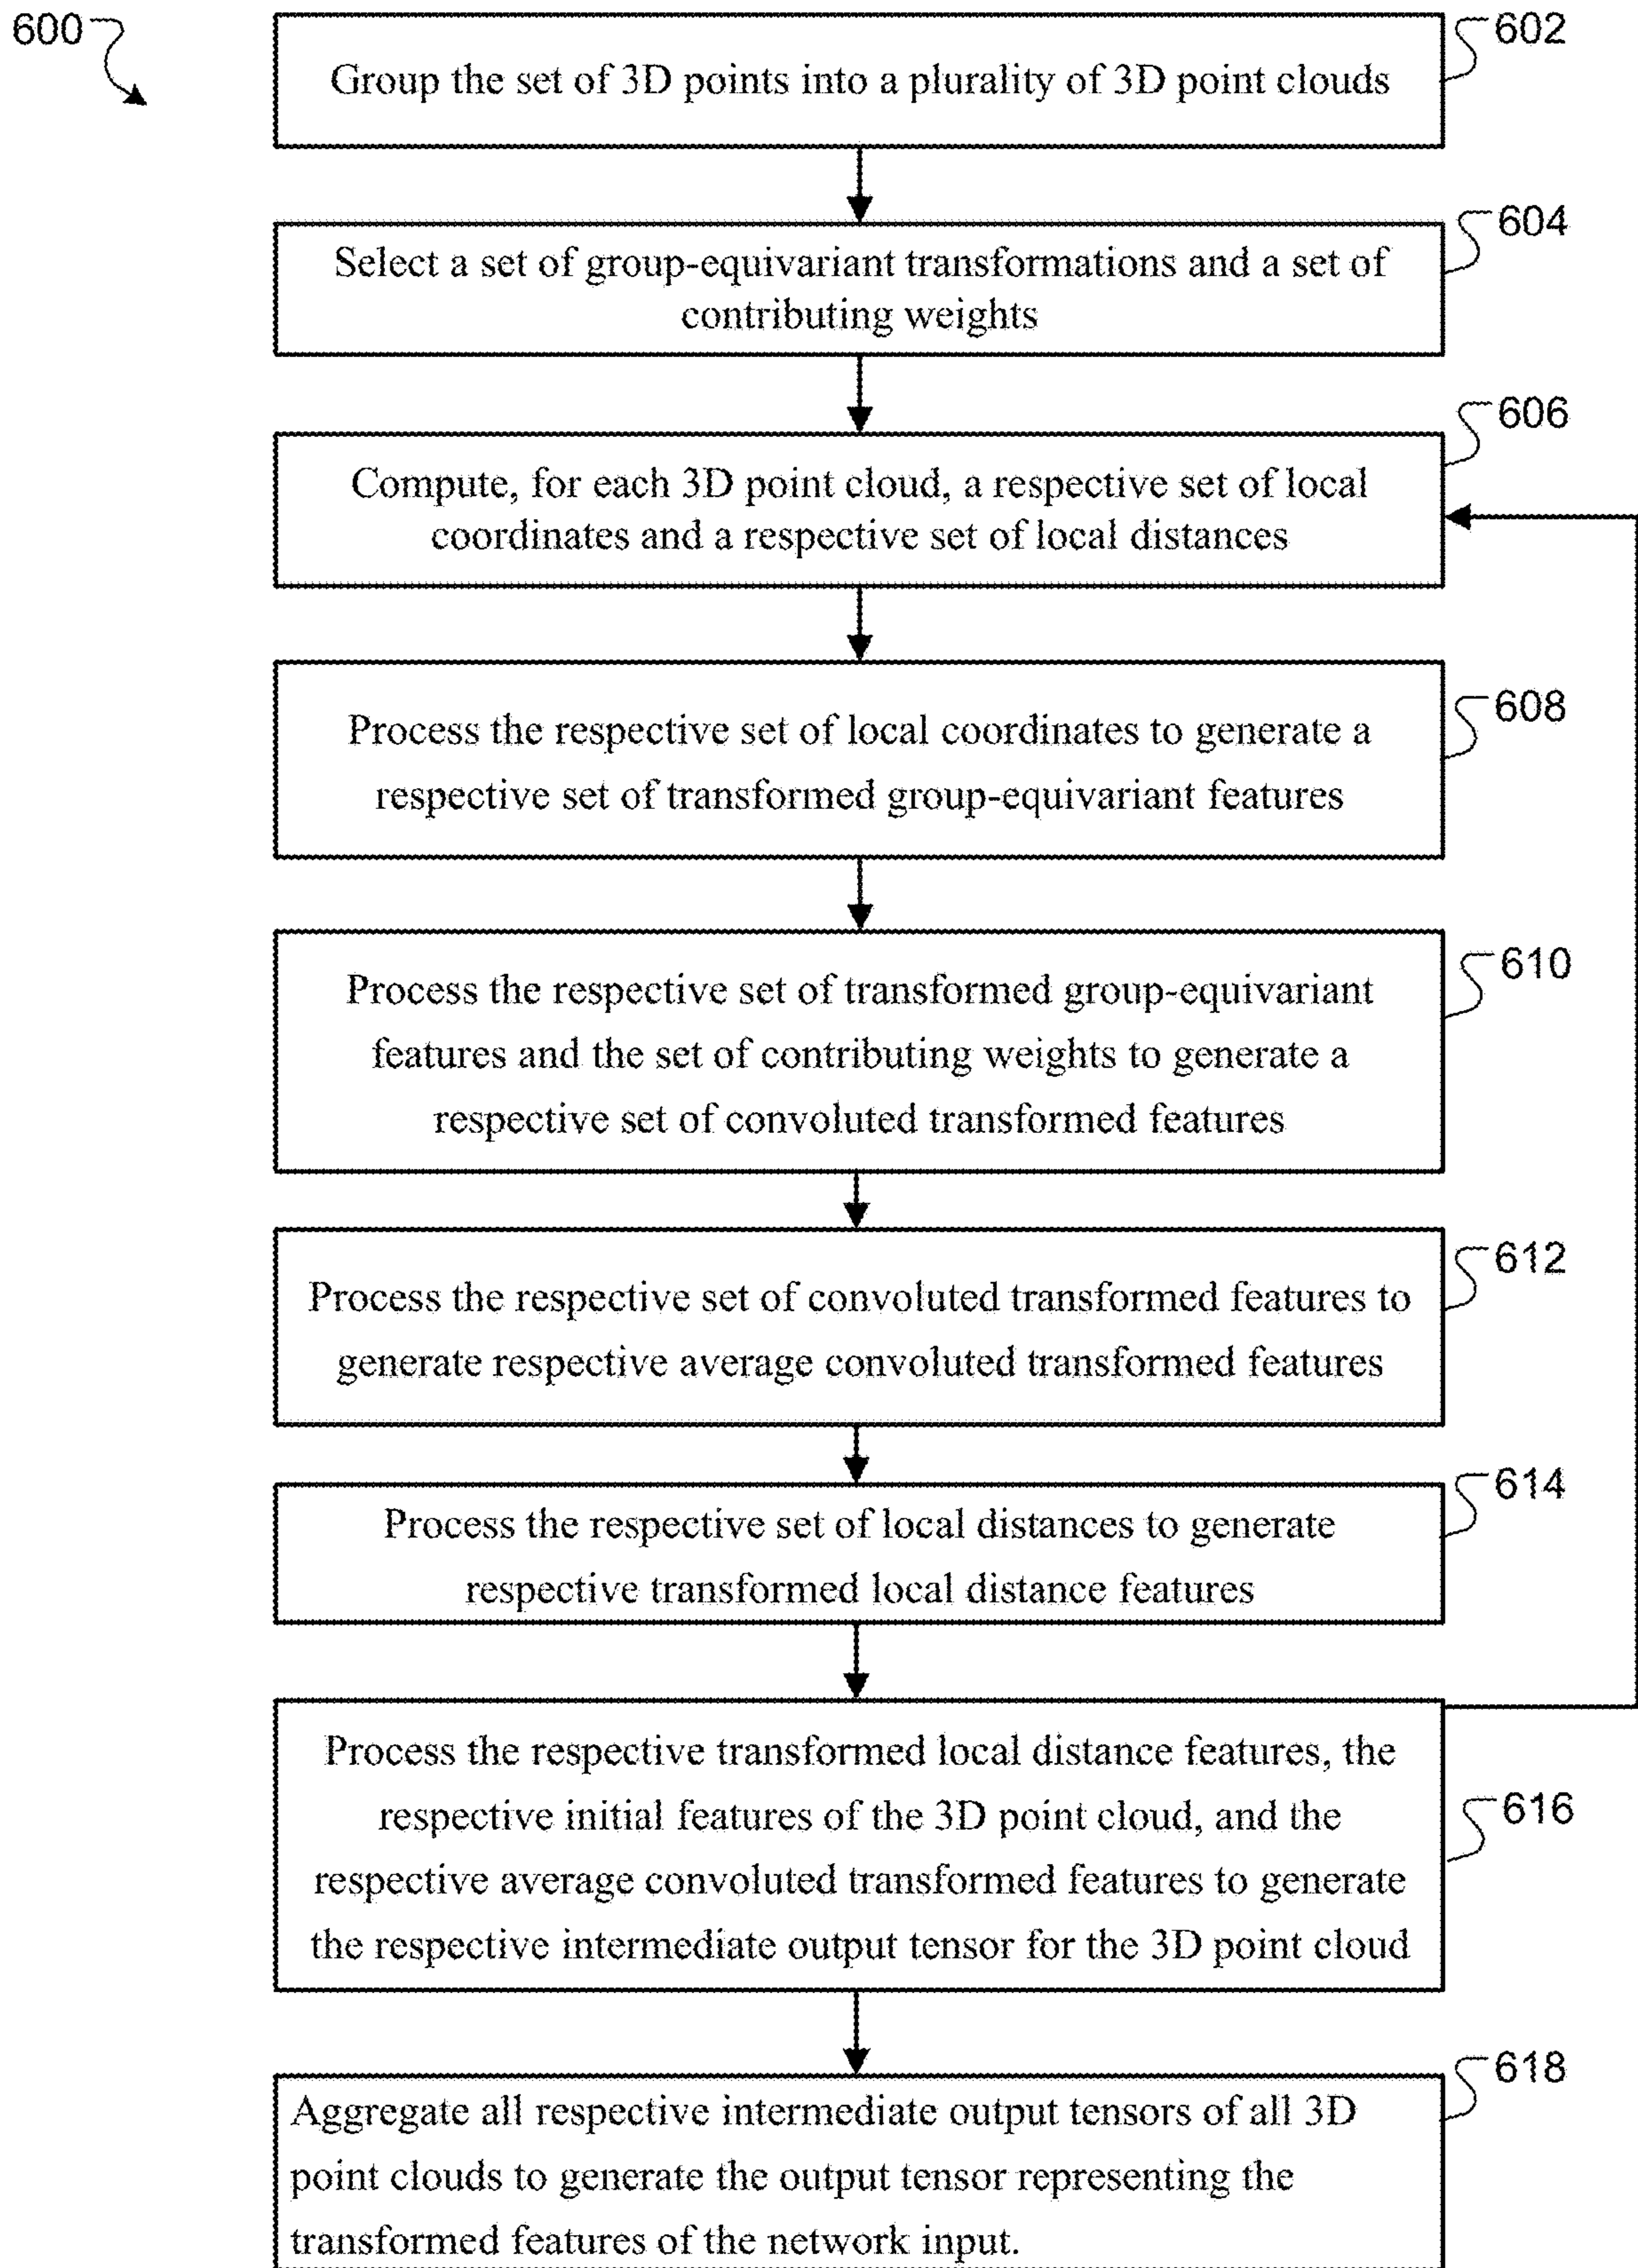 600
602
Group the set of 3D points into a plurality of 3D point clouds
604
Select a set of group-equivariant transformations and a set of
contributing weights
606
Compute, for each 3D point cloud, a respective set of local
coordinates and a respective set of local distances
608
Process the respective set of local coordinates to generate a
respective set of transformed group-equivariant features
610
Process the respective set of transformed group-equivariant
features and the set of contributing weights to generate a
respective set of convoluted transformed features
612
Process the respective set of convoluted transformed features to
generate respective average convoluted transformed features
614
Process the respective set of local distances to generate
respective transformed local distance features
616
Process the respective transformed local distance features, the
respective initial features of the 3D point cloud, and the
respective average convoluted transformed features to generate
the respective intermediate output tensor for the 3D point cloud
618
Aggregate all respective intermediate output tensors of all 3D
point clouds to generate the output tensor representing the
transformed features of the network input.